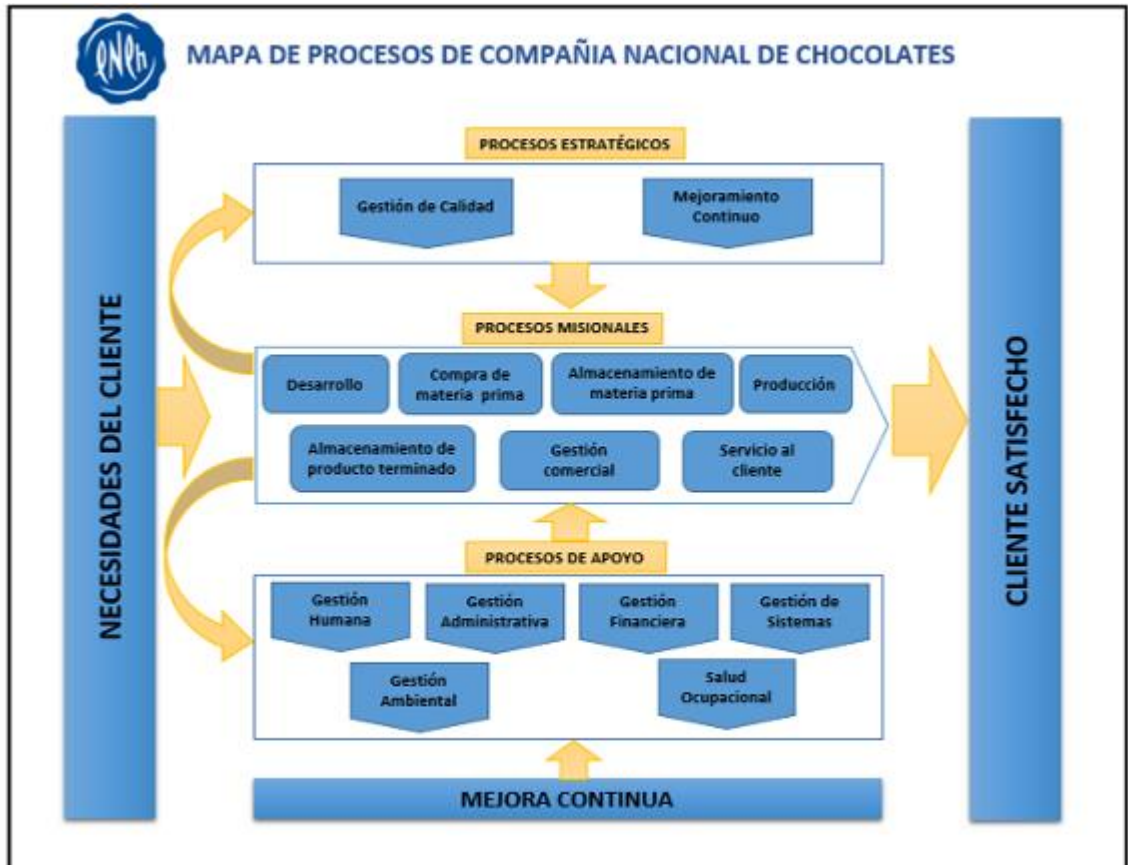 MAPA DE PROCESOS DE COMPAÑIA NACIONAL DE CHOCOLATES
NECESIDADES DEL CLIENTE
PROCESOS ESTRATÉGICOS
Gestión de Calidad
Mejoramiento
Continuo
PROCESOS MISIONALES
Desarrollo
Compra de
materia prima
Almacenamiento de
materia prima
Producción
Almacenamiento de
producto terminado
Gestión
comercial
Servicio al
cliente
PROCESOS DE APOYO
Gestión
Humana
Gestión
Administrativa
Gestión
Financiera
Gestión de
Sistemas
Gestión
Ambiental
Salud
Ocupacional
MEJORA CONTINUA
CLIENTE SATISFECHO